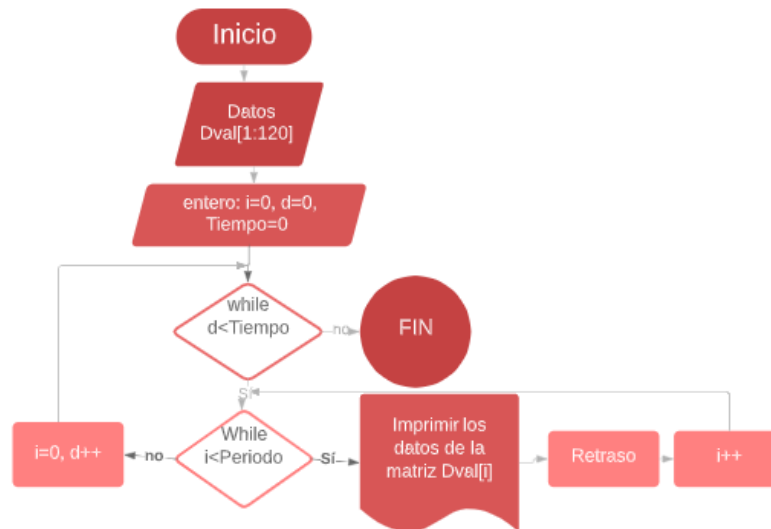 Inicio
Datos
Dval[1:120]
entero: i=0, d=0,
Tiempo=0
while
d<Tiempo
no
FIN
Sí
While
i<Periodo
no
i=0, d++
Sí
Imprimir los
datos de la
matriz Dval[i]
Retraso
i++